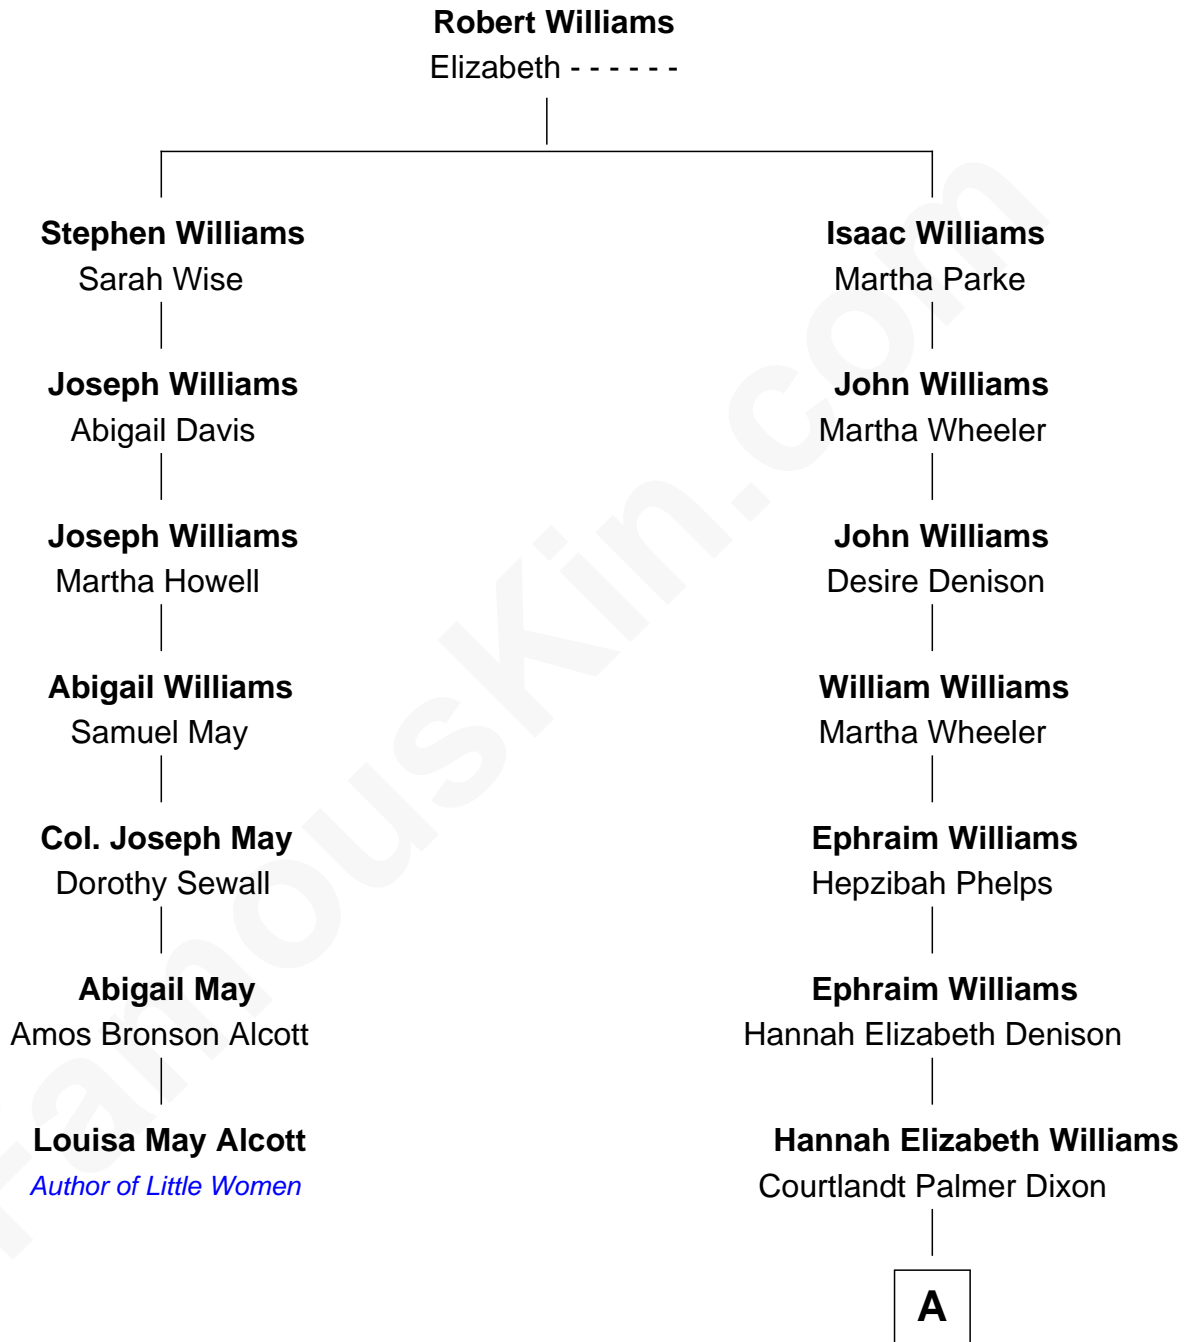 Robert Williams
Elizabeth - - - - - -
Stephen Williams
Sarah Wise
Joseph Williams
Abigail Davis
Joseph Williams
Martha Howell
Abigail Williams
Samuel May
Col. Joseph May
Dorothy Sewall
Abigail May
Amos Bronson Alcott
Louisa May Alcott
Author of Little Women
Isaac Williams
Martha Parke
John Williams
Martha Wheeler
John Williams
Desire Denison
William Williams
Martha Wheeler
Ephraim Williams
Hepzibah Phelps
Ephraim Williams
Hannah Elizabeth Denison
Hannah Elizabeth Williams
Courtlandt Palmer Dixon
A
FamousKin.com